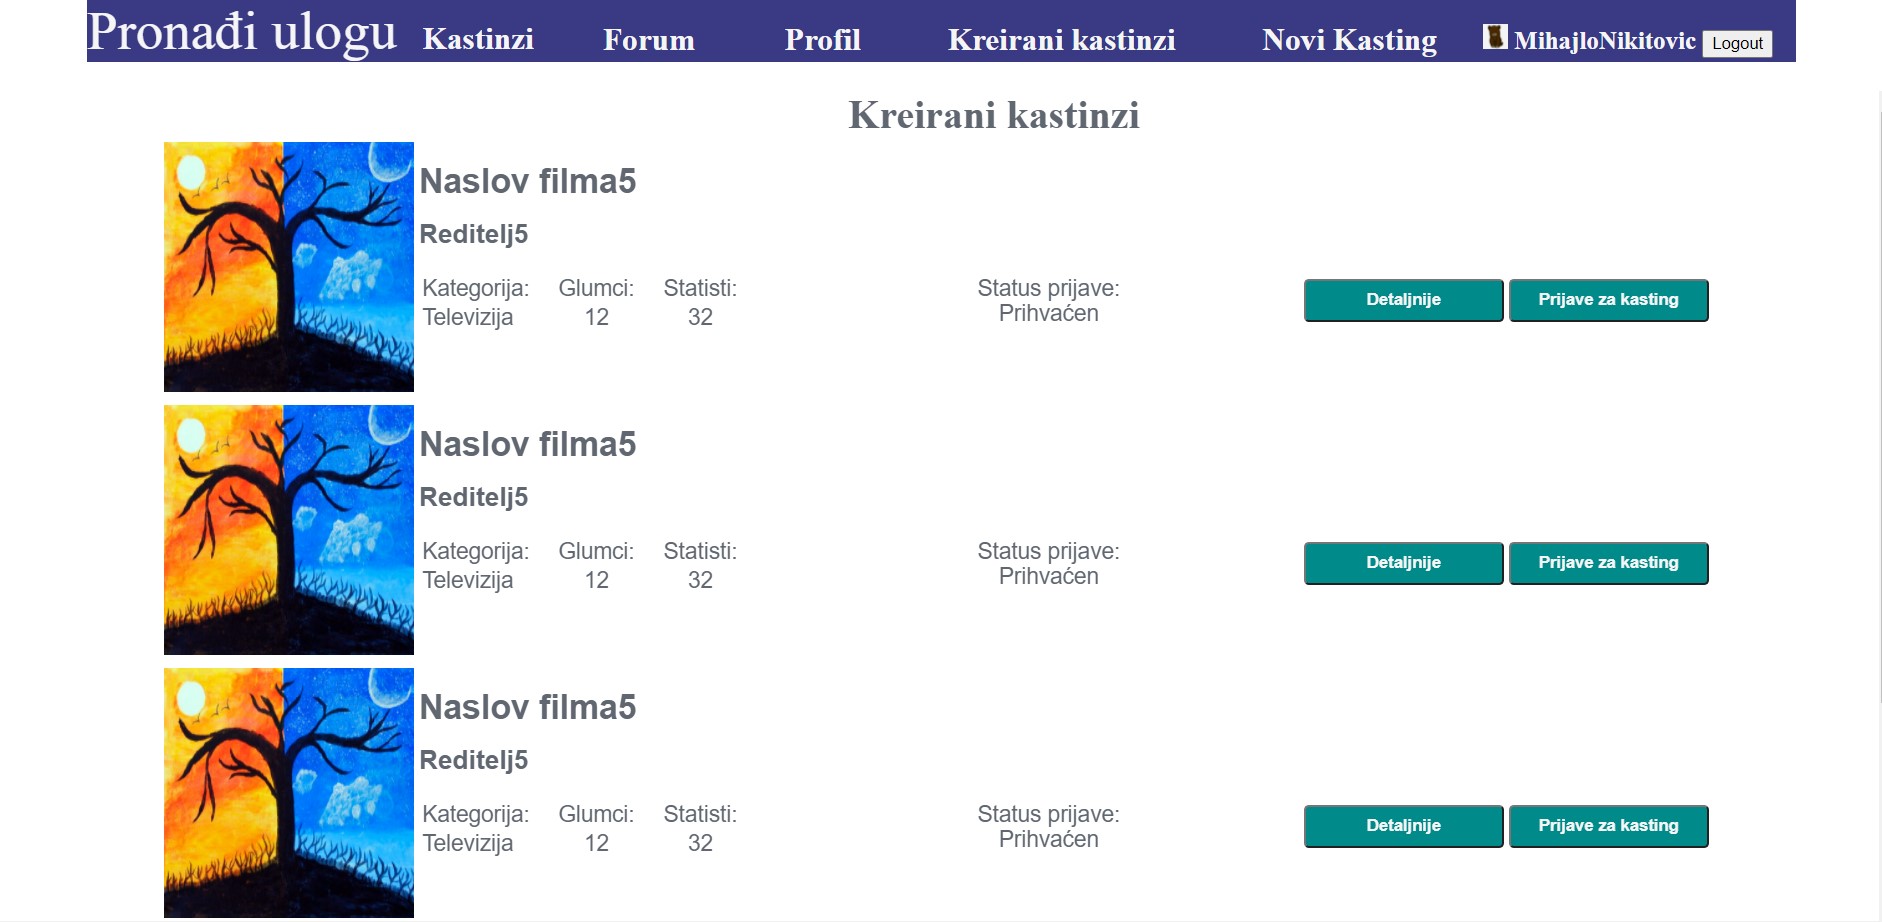 Pronađi ulogu Kastinzi Forum Profil Kreirani kastinzi Novi Kasting MihajloNikitovic Logout
Kreirani kastinzi
Naslov filma5
Reditelj5
Kategorija: Glumci: Statisti: Status prijave:
Televizija 12 32 Prihvaćen
Detaljnije Prijave za kasting
Naslov filma5
Reditelj5
Kategorija: Glumci: Statisti: Status prijave:
Televizija 12 32 Prihvaćen
Detaljnije Prijave za kasting
Naslov filma5
Reditelj5
Kategorija: Glumci: Statisti: Status prijave:
Televizija 12 32 Prihvaćen
Detaljnije Prijave za kasting